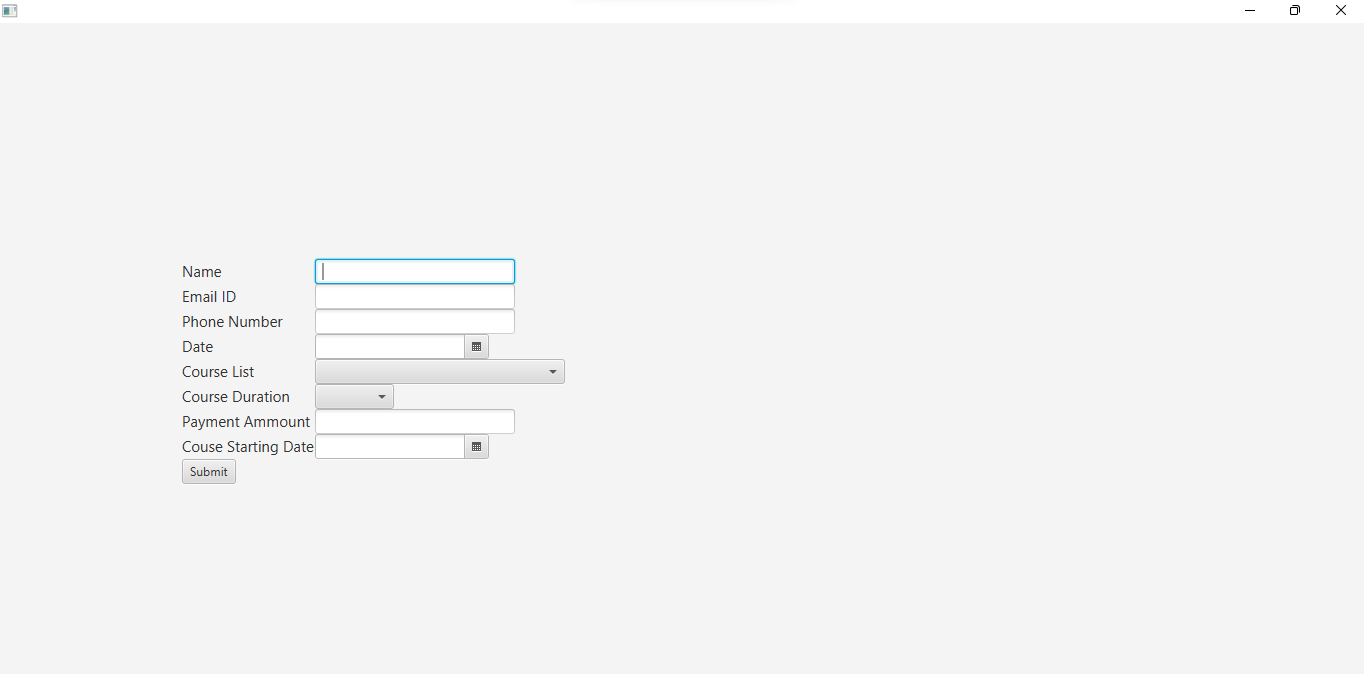 Name
Email ID
Phone Number
Date
Course List
Course Duration
Payment Ammount
Couse Starting Date
Submit